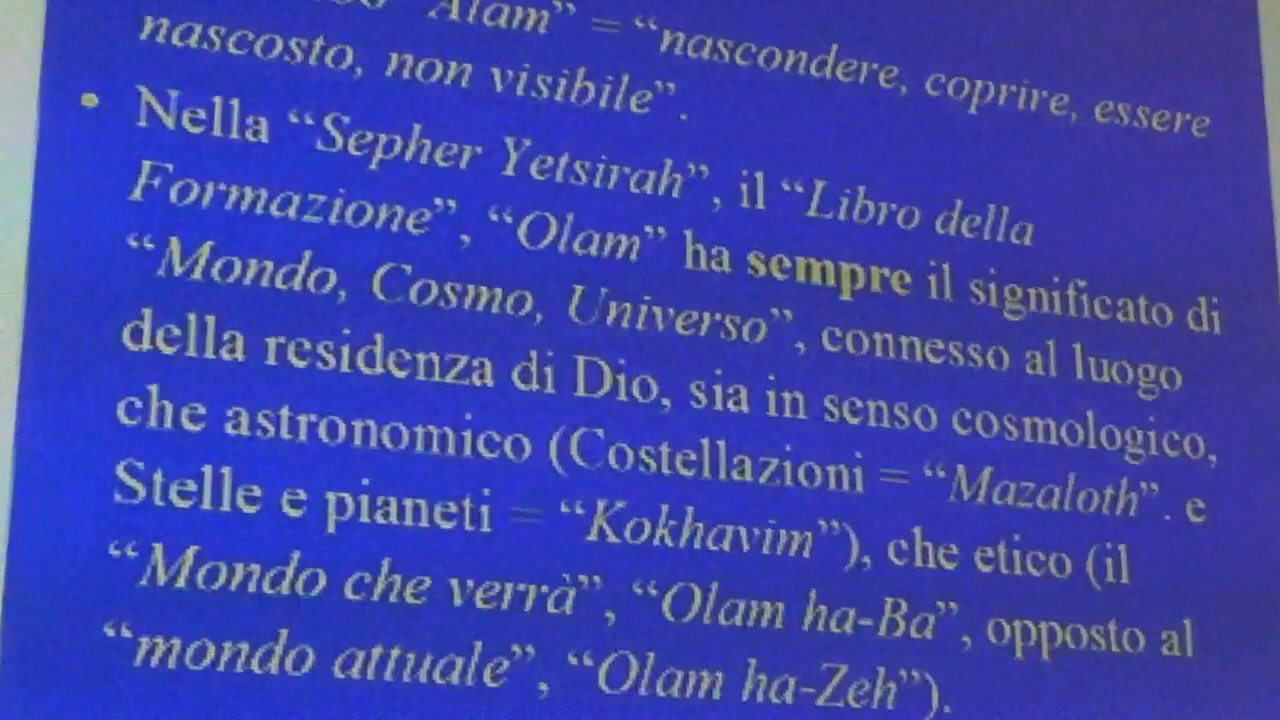 Alam” = “nascondere, coprire, essere
nascosto, non visibile”.
• Nella “Sepher Yetsirah”, il “Libro della
Formazione”, “Olam” ha sempre il significato di
“Mondo, Cosmo, Universo”, connesso al luogo
della residenza di Dio, sia in senso cosmologico,
che astronomico (Costellazioni = “Mazaloth”. e
Stelle e pianeti = “Kokhavim”), che etico (il
“Mondo che verrà”, “Olam ha-Ba”, opposto al
“mondo attuale”, “Olam ha-Zeh”).